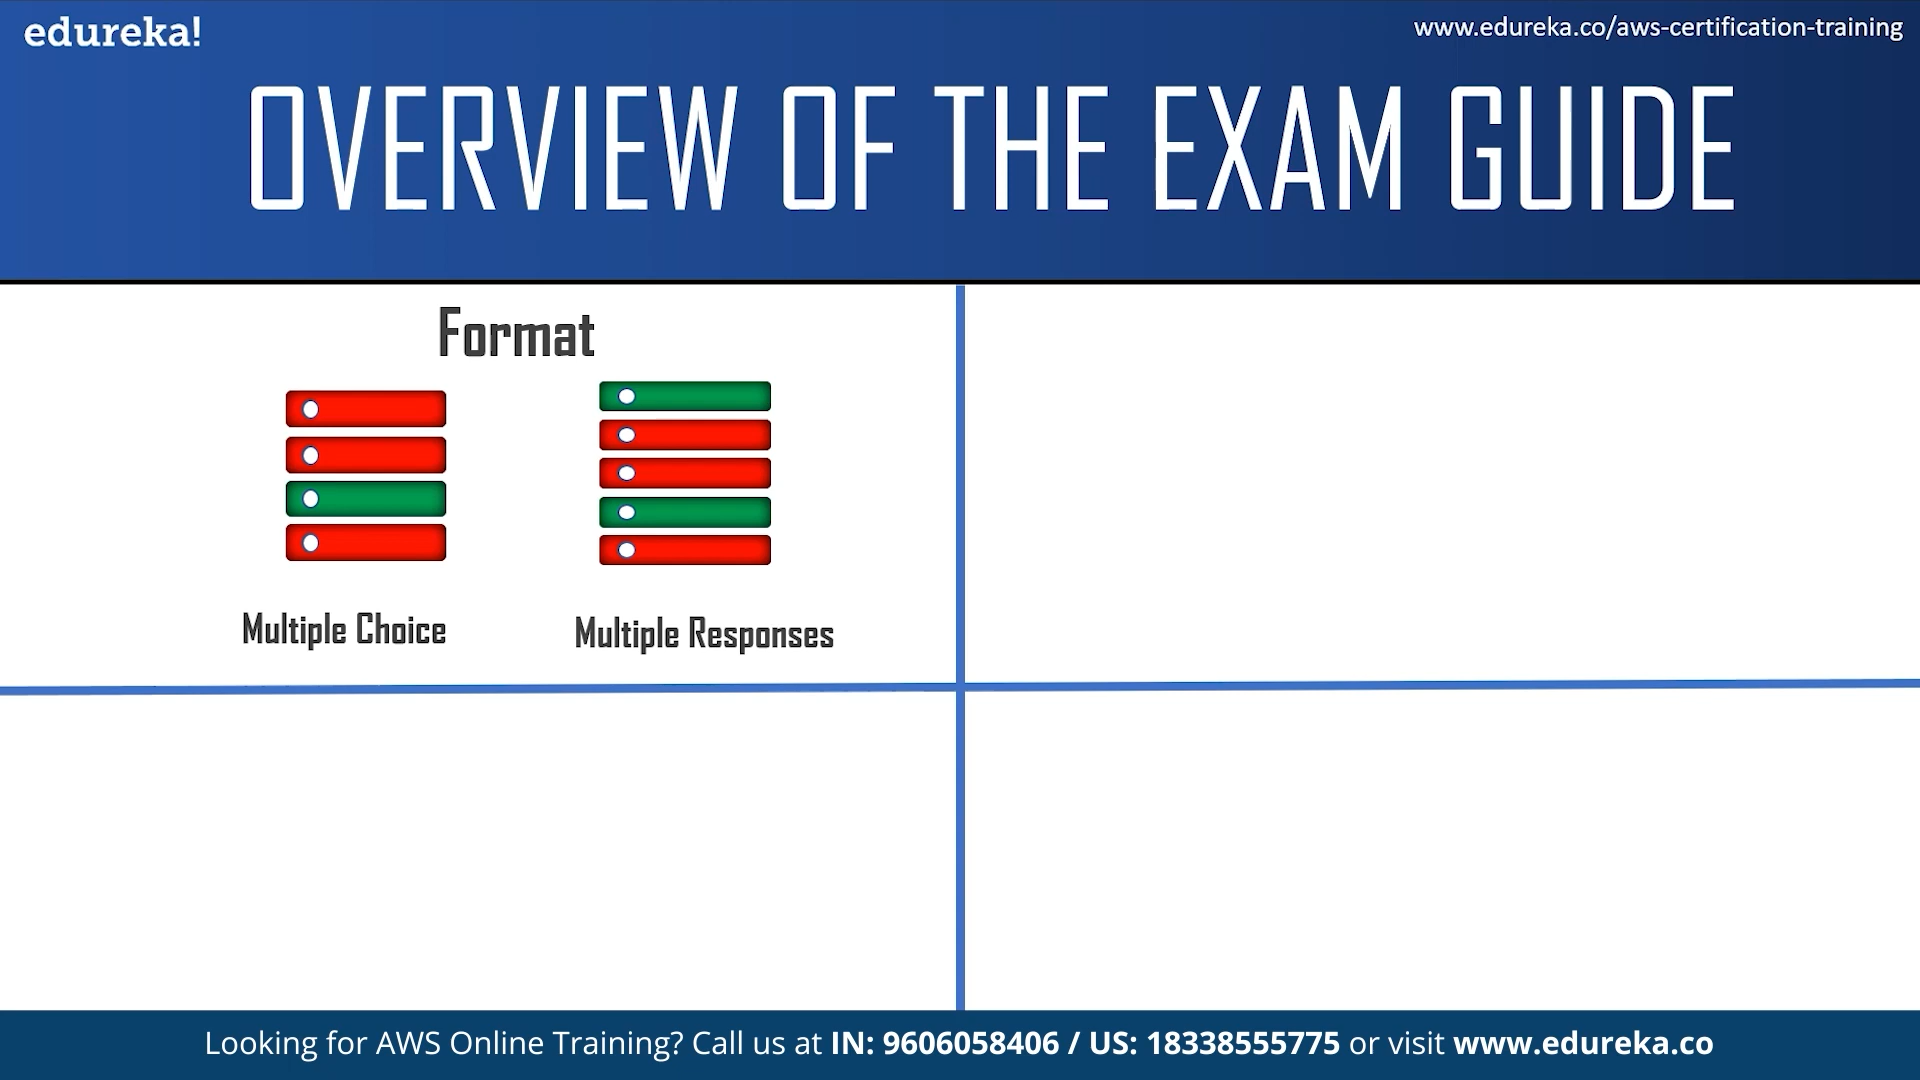 edureka!
www.edureka.co/aws-certification-training
OVERVIEW OF THE EXAM GUIDE
Format
Multiple Choice
Multiple Responses
Looking for AWS Online Training? Call us at IN: 9606058406 / US: 18338555775 or visit www.edureka.co